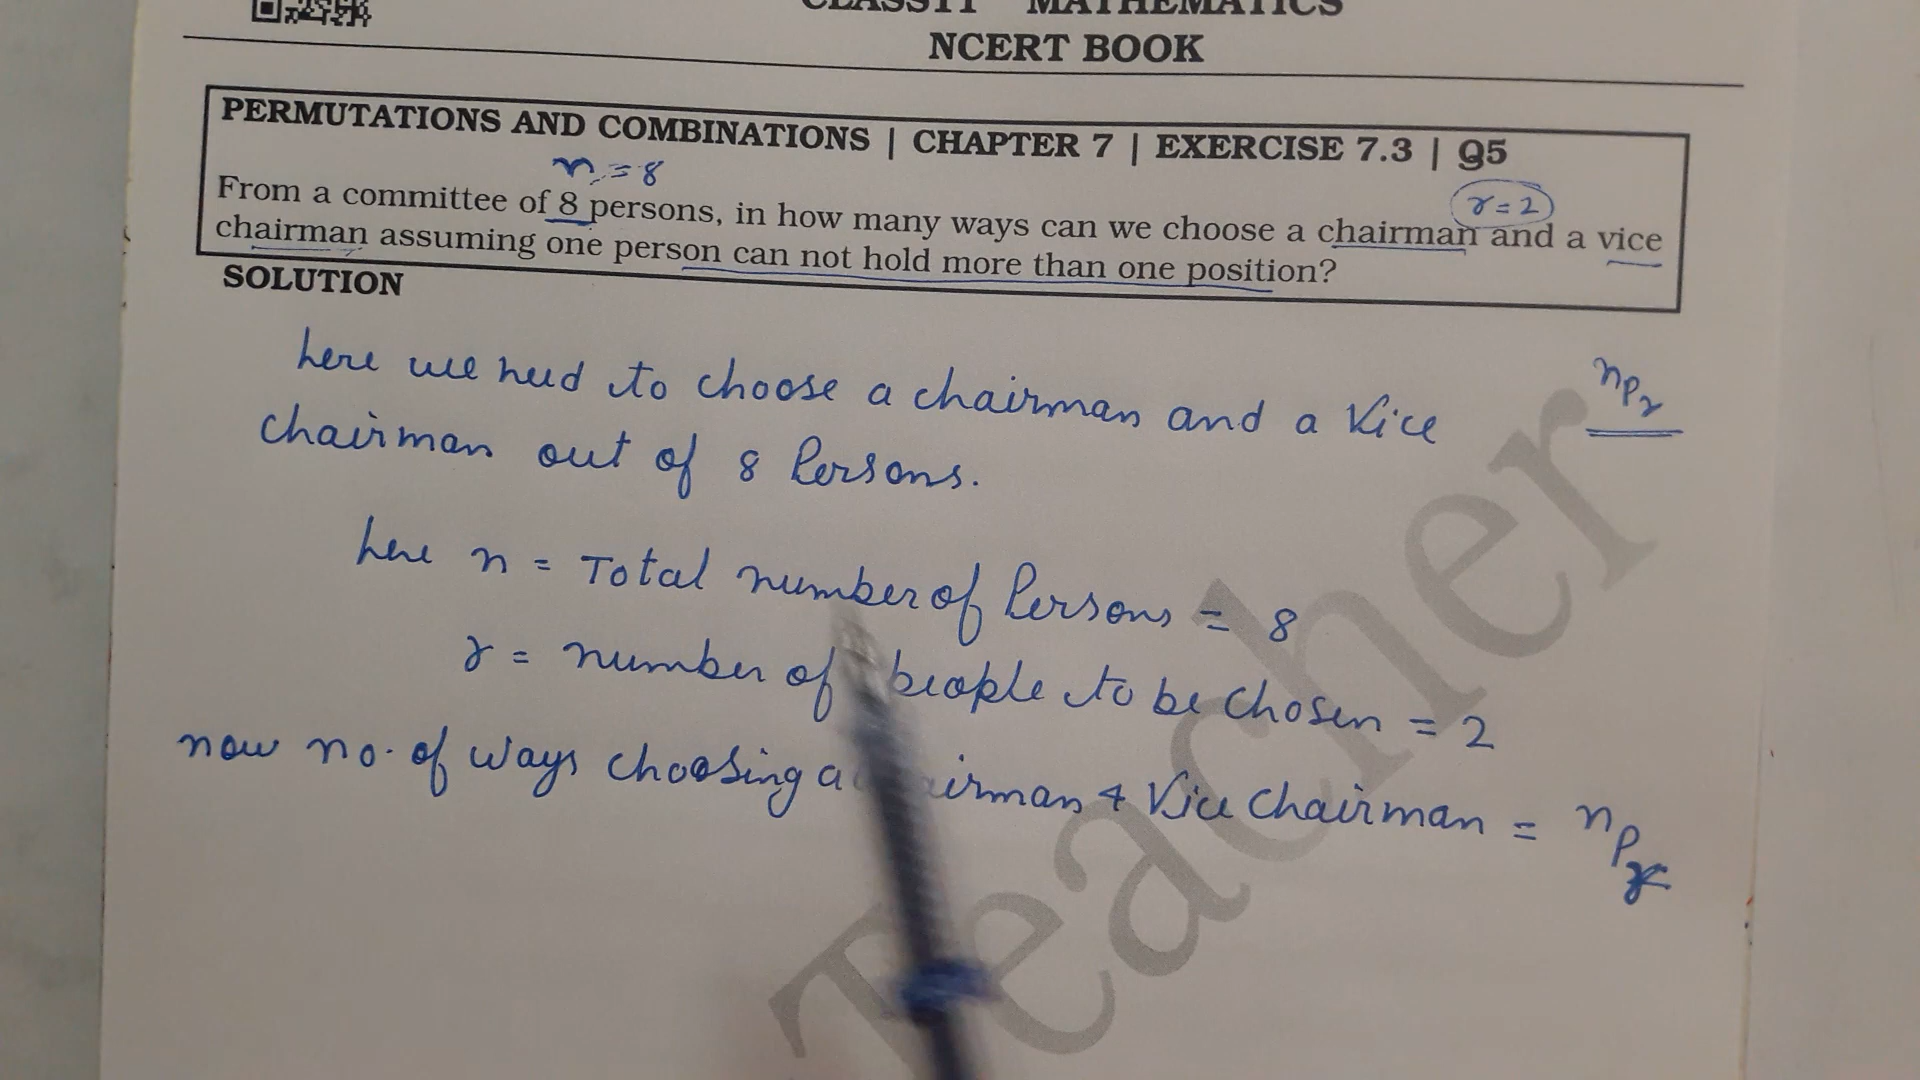 CLASS11 MATHEMATICS
NCERT BOOK
PERMUTATIONS AND COMBINATIONS | CHAPTER 7 | EXERCISE 7.3 | Q5
n = 8
r = 2
From a committee of 8 persons, in how many ways can we choose a chairman and a vice
chairman assuming one person can not hold more than one position?
SOLUTION
here we need to choose a chairman and a Vice
nPr
chairman out of 8 Persons.
here n = Total number of Persons = 8
r = number of people to be chosen = 2
now no. of ways choosing a chairman & Vice chairman = nPr
Teacher